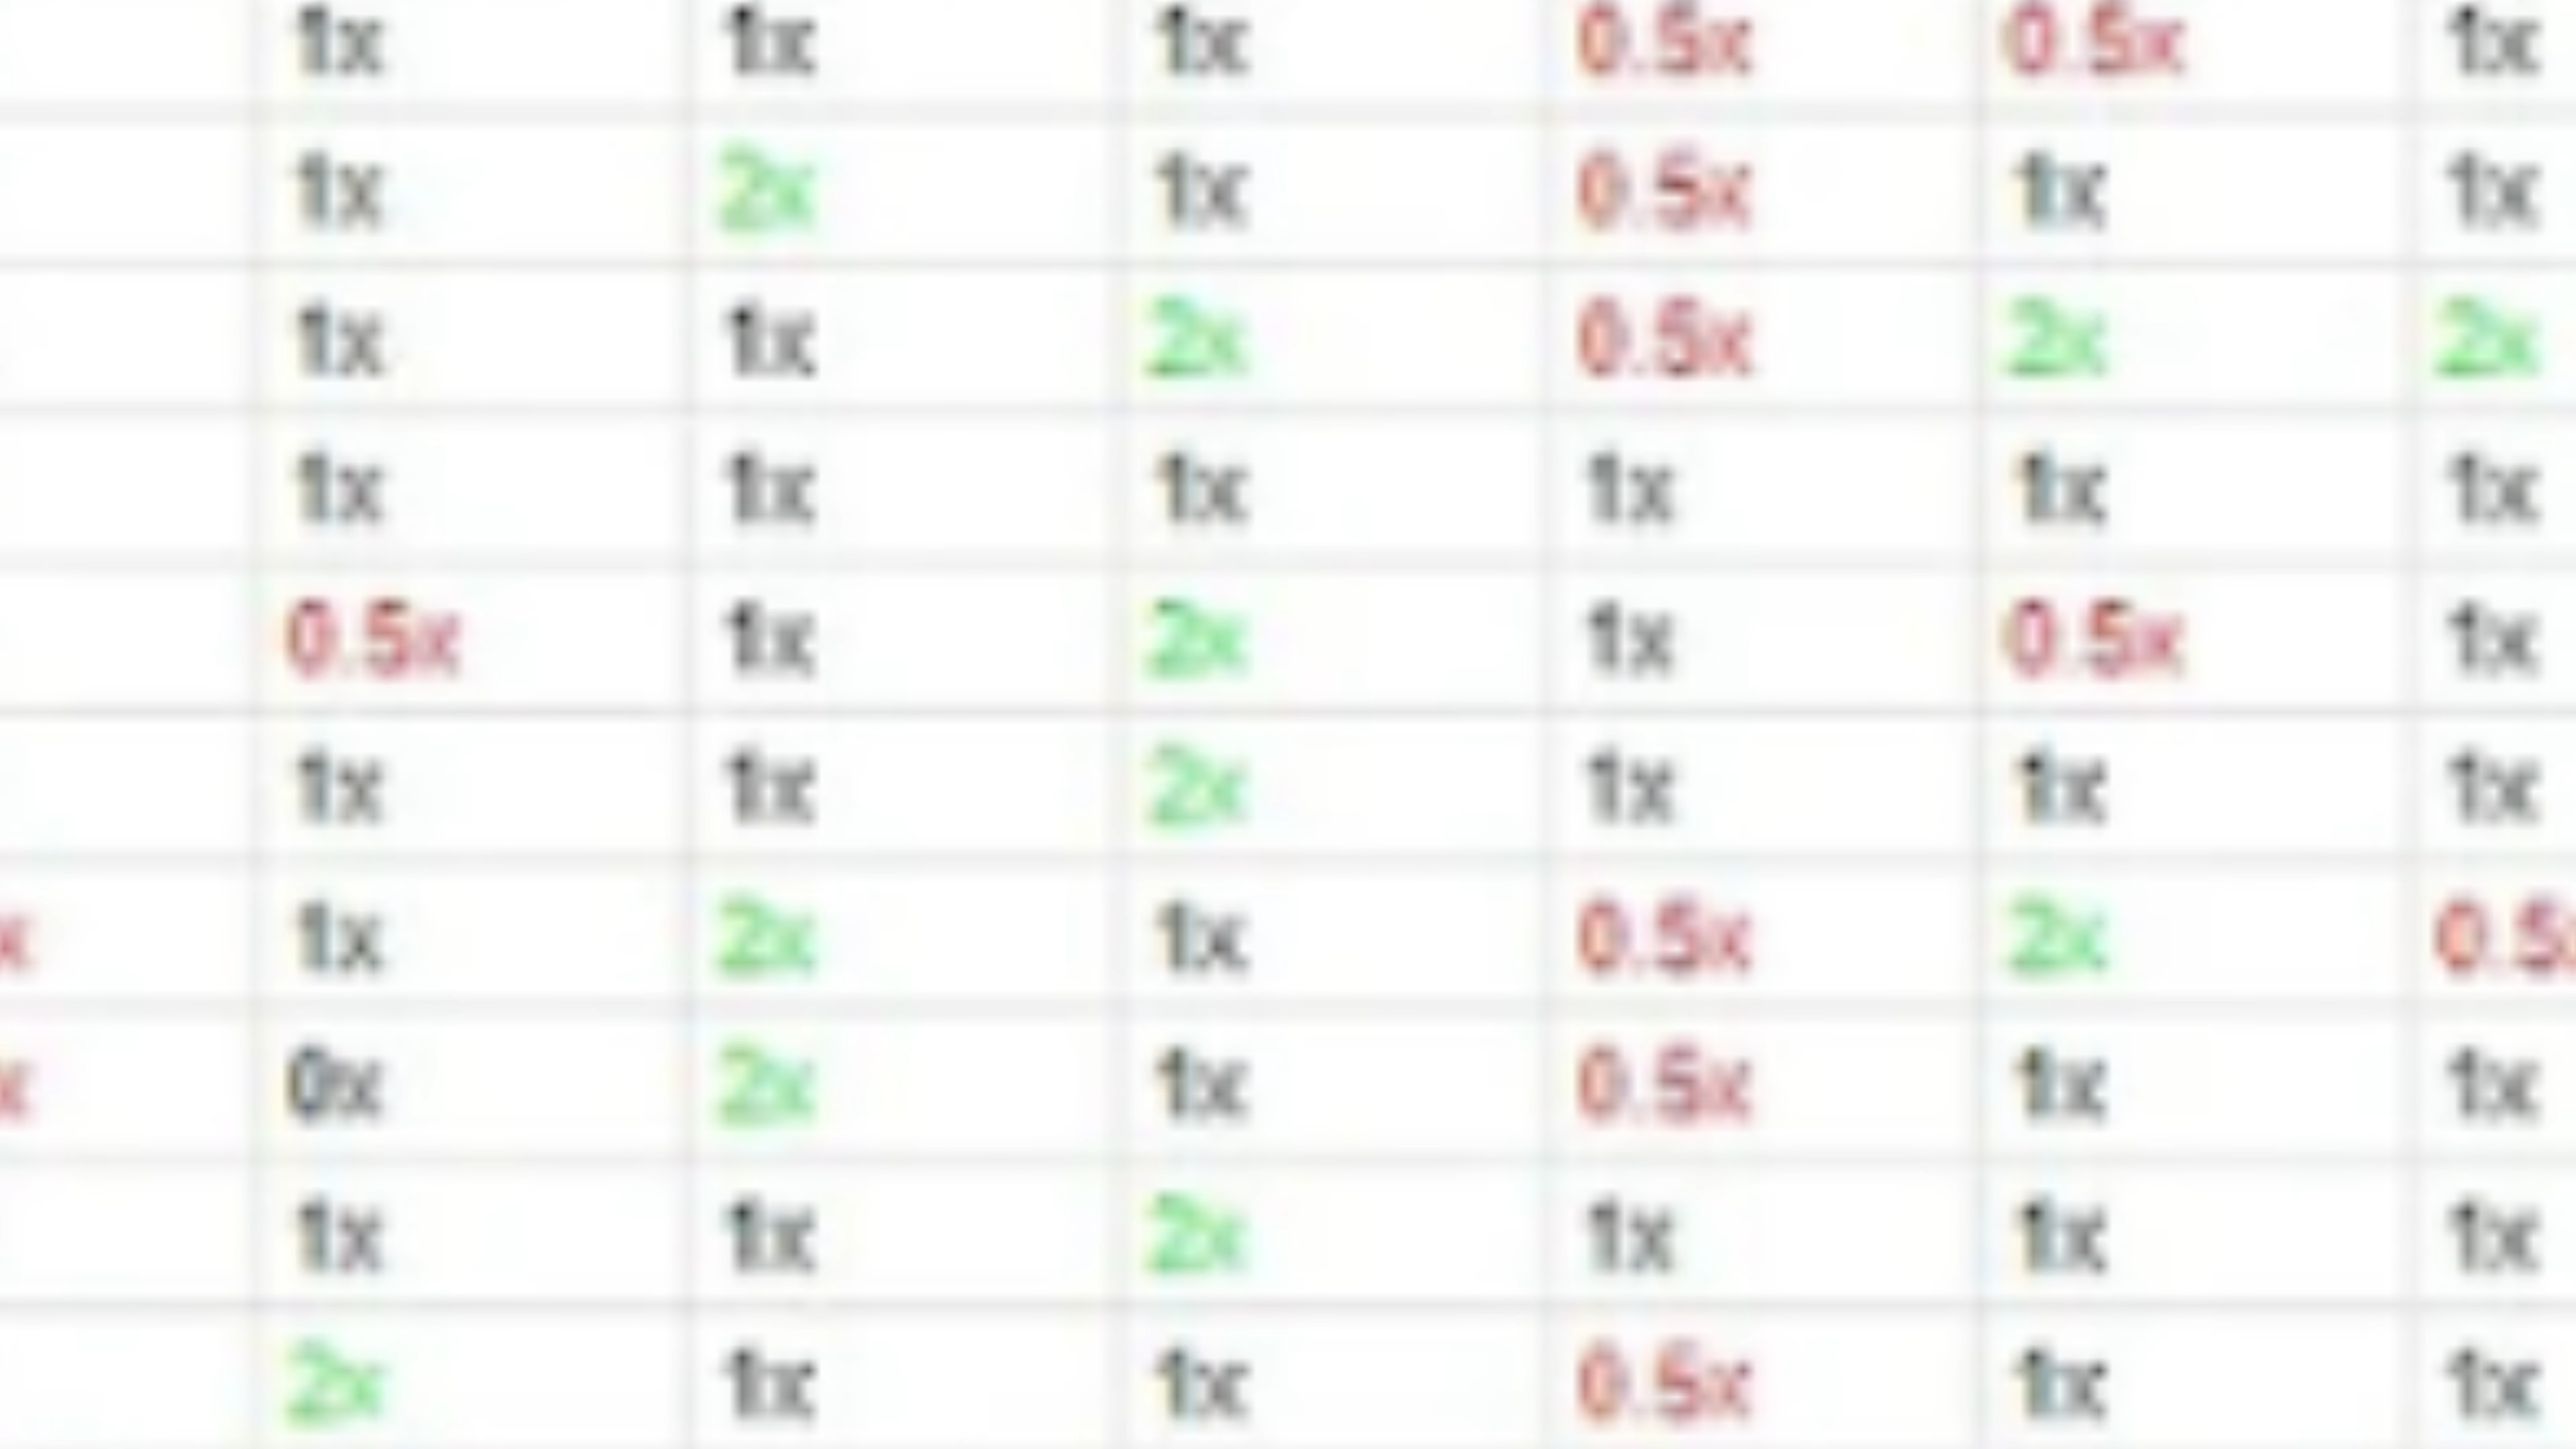 1x 1x 1x 0.5x 0.5x 1x
1x 2x 1x 0.5x 1x 1x
1x 1x 2x 0.5x 2x 2x
1x 1x 1x 1x 1x 1x
0.5x 1x 2x 1x 0.5x 1x
1x 1x 2x 1x 1x 1x
x 1x 2x 1x 0.5x 2x 0.5x
x 0x 2x 1x 0.5x 1x 1x
1x 1x 2x 1x 1x 1x
2x 1x 1x 0.5x 1x 1x